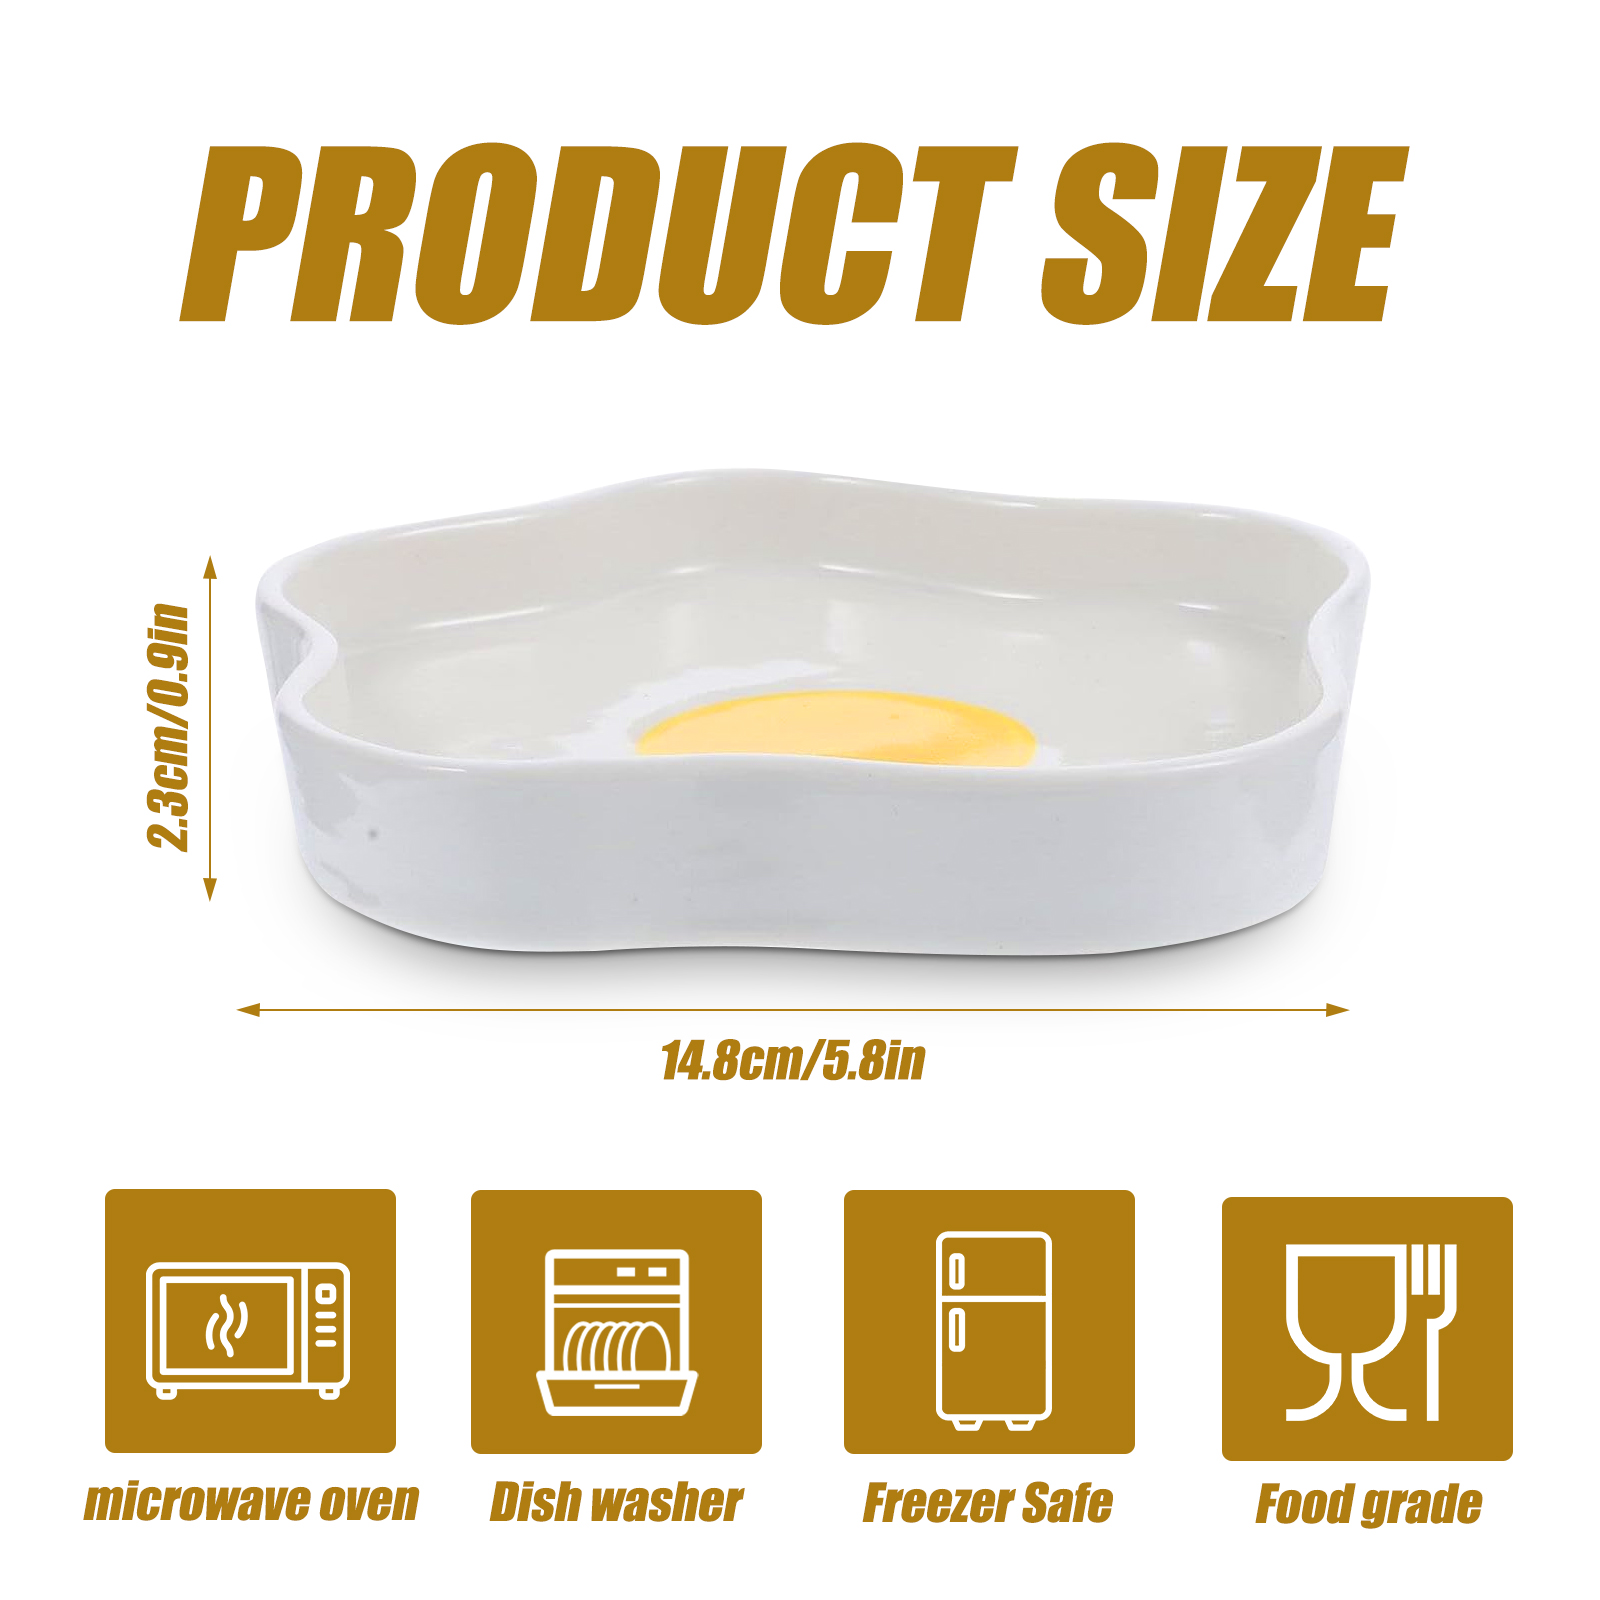 PRODUCT SIZE
2.3cm/0.9in
14.8cm/5.8in
microwave oven
Dish washer
Freezer Safe
Food grade